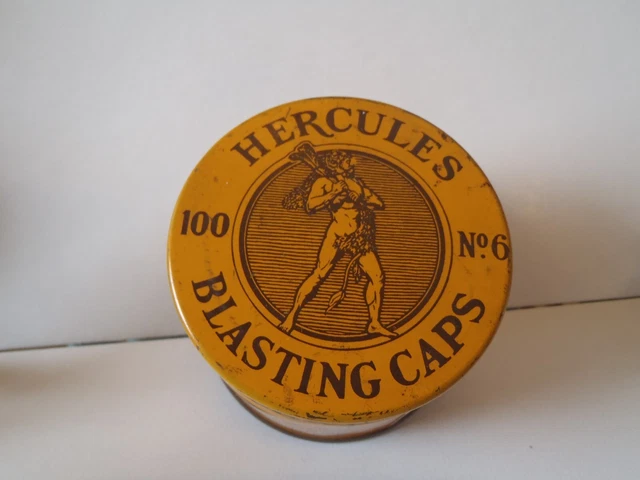 HERCULES
100
Nº 6
BLASTING CAPS